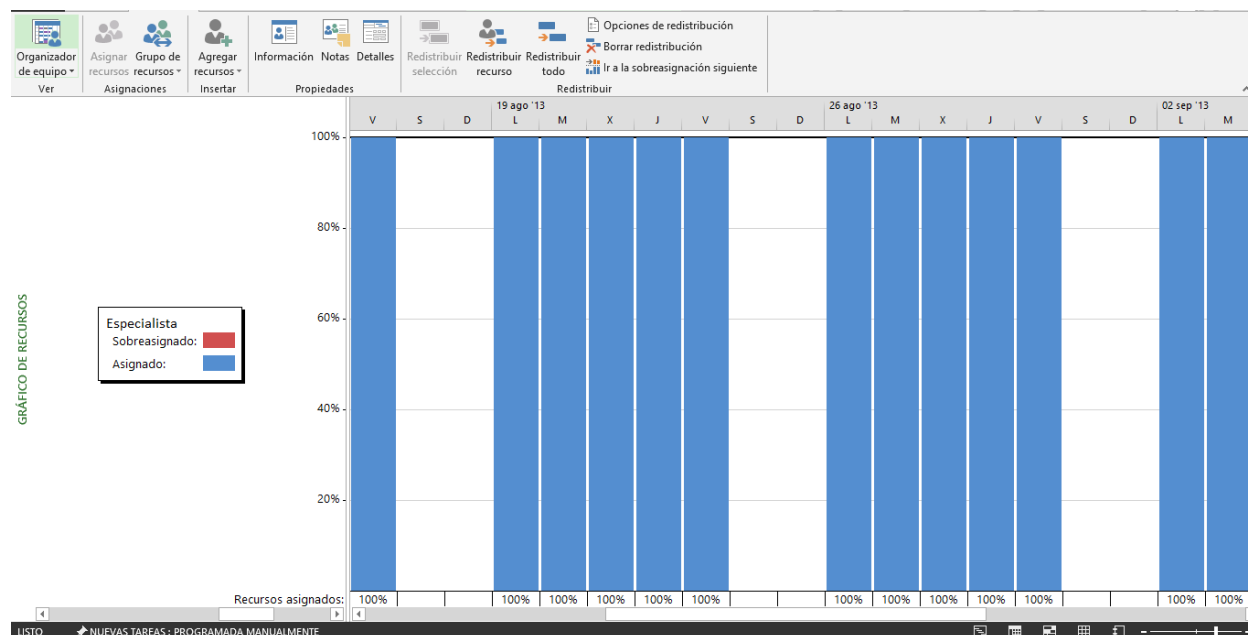 Organizador de equipo
Asignar recursos
Grupo de recursos
Agregar recursos
Información
Notas
Detalles
Redistribuir selección
Redistribuir recurso
Redistribuir todo
Opciones de redistribución
Borrar redistribución
Ir a la sobreasignación siguiente
Ver
Asignaciones
Insertar
Propiedades
Redistribuir
19 ago '13
26 ago '13
02 sep '13
V S D L M X J V S D L M X J V S D L M
100%
80%
60%
40%
20%
GRÁFICO DE RECURSOS
Especialista
Sobreasignado:
Asignado:
Recursos asignados: 100% 100% 100% 100% 100% 100% 100% 100% 100% 100% 100% 100% 100%
LISTO
NUEVAS TAREAS : PROGRAMADA MANUALMENTE